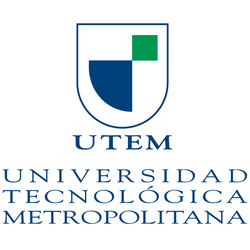 UTEM
UNIVERSIDAD
TECNOLÓGICA
METROPOLITANA